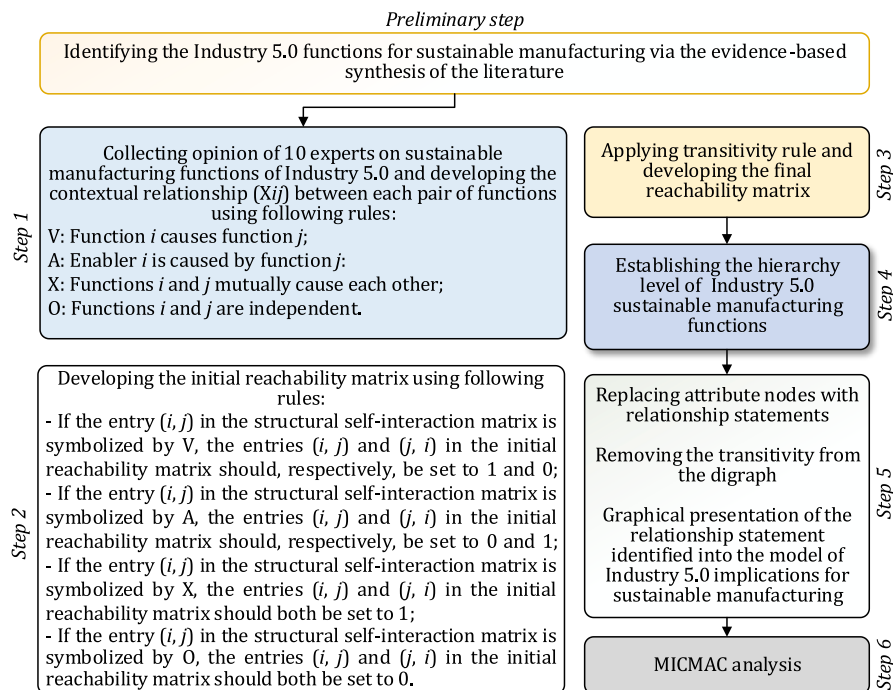 Preliminary step
Identifying the Industry 5.0 functions for sustainable manufacturing via the evidence-based
synthesis of the literature
Step 1
Collecting opinion of 10 experts on sustainable
manufacturing functions of Industry 5.0 and developing the
contextual relationship (Xij) between each pair of functions
using following rules:
V: Function i causes function j;
A: Enabler i is caused by function j:
X: Functions i and j mutually cause each other;
O: Functions i and j are independent.
Step 2
Developing the initial reachability matrix using following
rules:
- If the entry (i, j) in the structural self-interaction matrix is
symbolized by V, the entries (i, j) and (j, i) in the initial
reachability matrix should, respectively, be set to 1 and 0;
- If the entry (i, j) in the structural self-interaction matrix is
symbolized by A, the entries (i, j) and (j, i) in the initial
reachability matrix should, respectively, be set to 0 and 1;
- If the entry (i, j) in the structural self-interaction matrix is
symbolized by X, the entries (i, j) and (j, i) in the initial
reachability matrix should both be set to 1;
- If the entry (i, j) in the structural self-interaction matrix is
symbolized by O, the entries (i, j) and (j, i) in the initial
reachability matrix should both be set to 0.
Applying transitivity rule and
developing the final
reachability matrix
Step 3
Establishing the hierarchy
level of Industry 5.0
sustainable manufacturing
functions
Step 4
Replacing attribute nodes with
relationship statements
Removing the transitivity from
the digraph
Graphical presentation of the
relationship statement
identified into the model of
Industry 5.0 implications for
sustainable manufacturing
Step 5
MICMAC analysis
Step 6